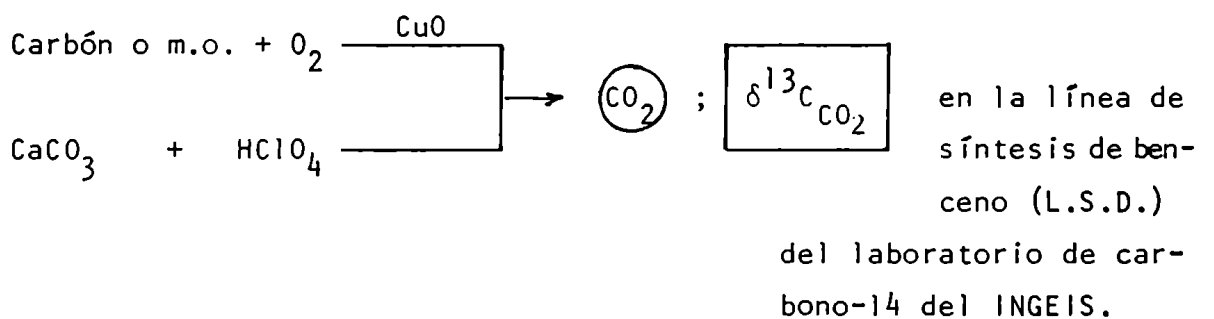 CuO
Carbón o m.o. + O2
CO2 ; δ13C CO2 en la línea de
CaCO3 + HClO4 síntesis de ben-
ceno (L.S.D.)
del laboratorio de car-
bono-14 del INGEIS.